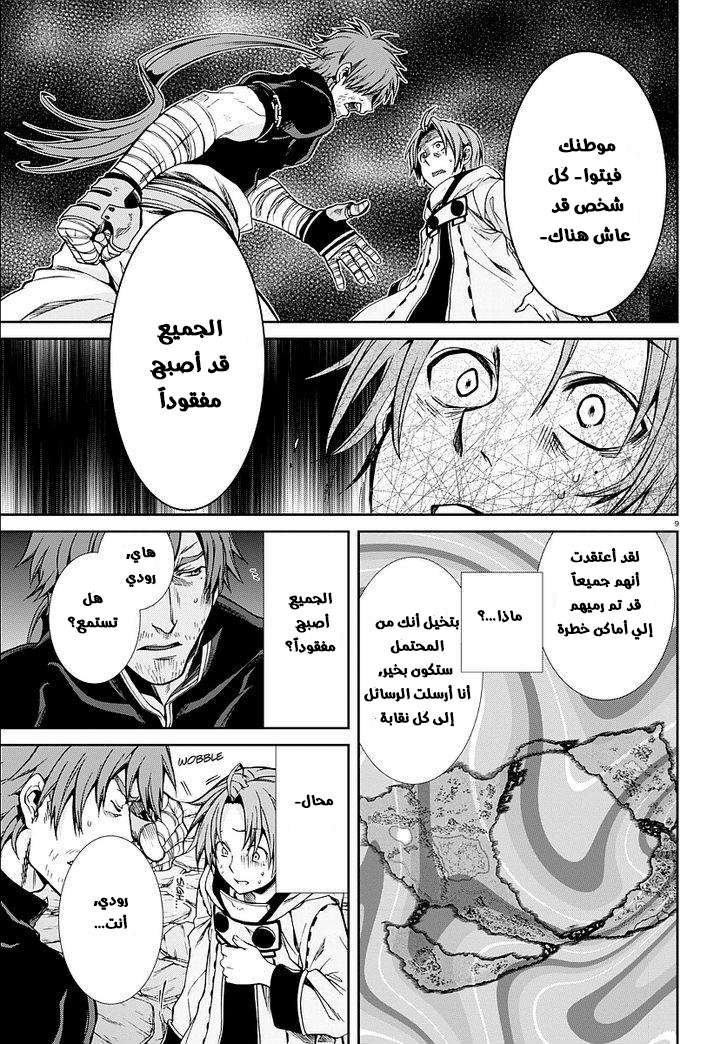 موطنك
فيتوا- كل
شخص قد
عاش هناك-
الجميع
قد أصبح
مفقوداً
9
لقد أعتقدت
أنهم جميعاً
قد تم رميهم
إلي أماكن خطرة
ماذا...؟
بتخيل أنك من
المحتمل
ستكون بخير,
أنا أرسلت الرسائل
إلى كل نقابة
الجميع
أصبح
مفقوداً؟
هاي,
رودي
هل
تستمع؟
محال-
WOBBLE
رودي,
أنت...
SIGH